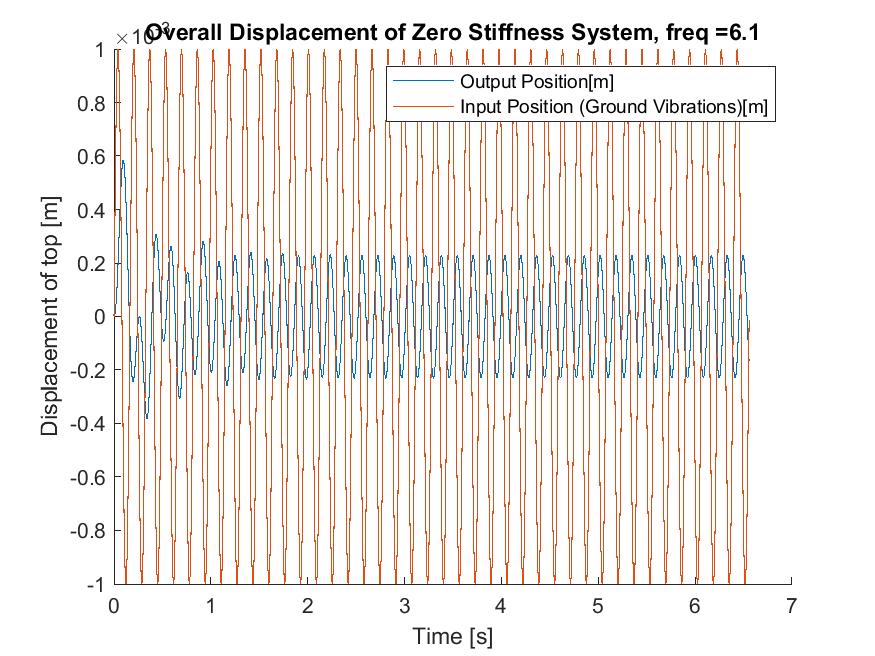 ×10⁻³
Overall Displacement of Zero Stiffness System, freq =6.1
Output Position[m]
Input Position (Ground Vibrations)[m]
Displacement of top [m]
1
0.8
0.6
0.4
0.2
0
-0.2
-0.4
-0.6
-0.8
-1
0 1 2 3 4 5 6 7
Time [s]